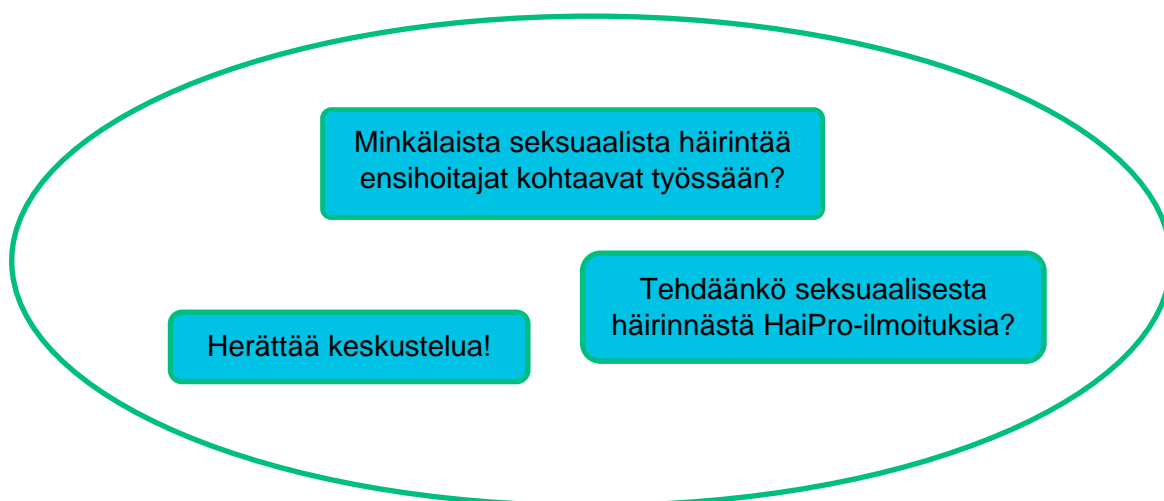 Minkälaista seksuaalista häirintää
ensihoitajat kohtaavat työssään?
Tehdäänkö seksuaalisesta
häirinnästä HaiPro-ilmoituksia?
Herättää keskustelua!